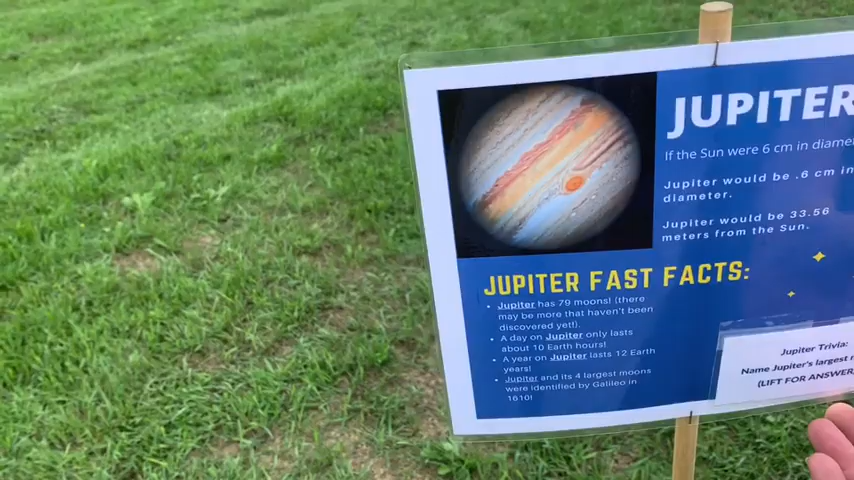 JUPITER
If the Sun were 6 cm in
Jupiter would be .6 cm in
diameter.
Jupiter would be 33.56
meters from the Sun.
JUPITER FAST FACTS:
• Jupiter has 79 moons! (there
may be more that haven't been
discovered yet!).
• A day on Jupiter only lasts
about 10 Earth hours!
• A year on Jupiter lasts 12 Earth
years!
• Jupiter and its 4 largest moons
were identified by Galileo in
1610!
Jupiter Trivia:
Name Jupiter's largest
(LIFT FOR ANSWER